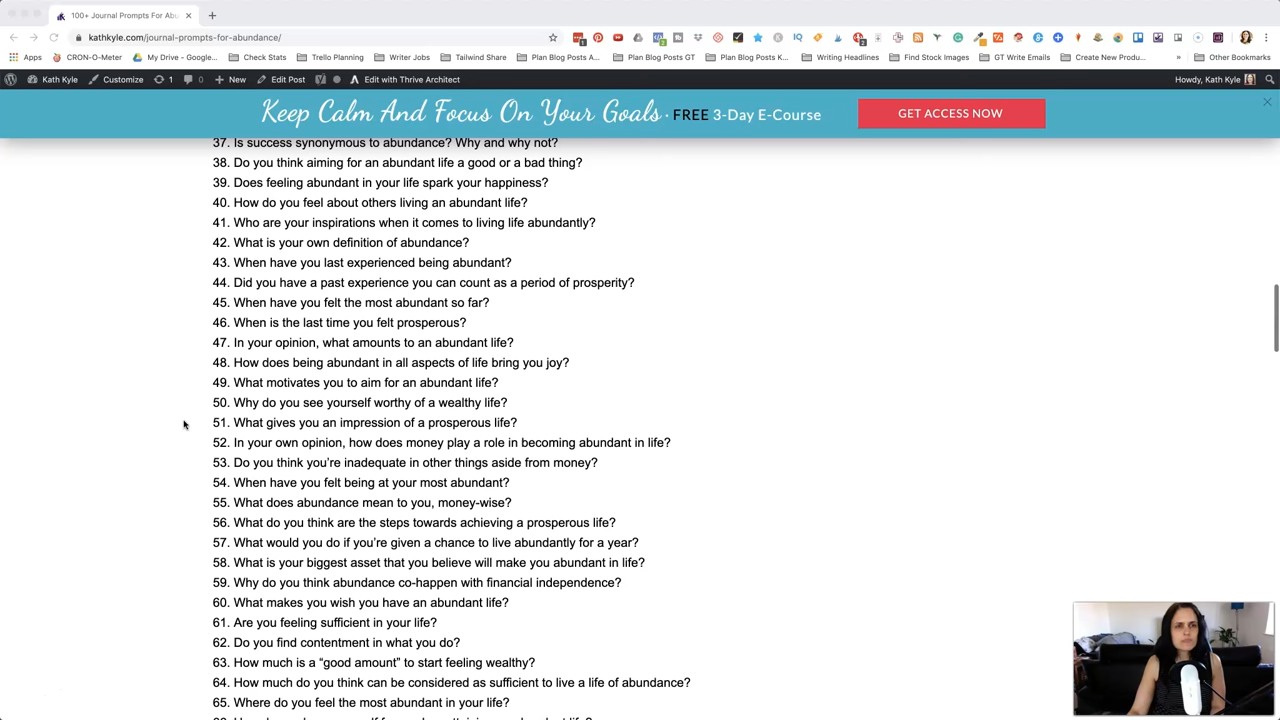 100+ Journal Prompts For Abu
kathkyle.com/journal-prompts-for-abundance/
Apps CRON-O-Meter My Drive – Google... Check Stats Trello Planning Writer Jobs Tailwind Share Plan Blog Posts A... Plan Blog Posts GT Plan Blog Posts K... Writing Headlines Find Stock Images GT Write Emails Create New Produ... » Other Bookmarks
Kath Kyle Customize 1 0 New Edit Post Edit with Thrive Architect Howdy, Kath Kyle
Keep Calm And Focus On Your Goals · FREE 3-Day E-Course GET ACCESS NOW
37. Is success synonymous to abundance? Why and why not?
38. Do you think aiming for an abundant life a good or a bad thing?
39. Does feeling abundant in your life spark your happiness?
40. How do you feel about others living an abundant life?
41. Who are your inspirations when it comes to living life abundantly?
42. What is your own definition of abundance?
43. When have you last experienced being abundant?
44. Did you have a past experience you can count as a period of prosperity?
45. When have you felt the most abundant so far?
46. When is the last time you felt prosperous?
47. In your opinion, what amounts to an abundant life?
48. How does being abundant in all aspects of life bring you joy?
49. What motivates you to aim for an abundant life?
50. Why do you see yourself worthy of a wealthy life?
51. What gives you an impression of a prosperous life?
52. In your own opinion, how does money play a role in becoming abundant in life?
53. Do you think you’re inadequate in other things aside from money?
54. When have you felt being at your most abundant?
55. What does abundance mean to you, money-wise?
56. What do you think are the steps towards achieving a prosperous life?
57. What would you do if you’re given a chance to live abundantly for a year?
58. What is your biggest asset that you believe will make you abundant in life?
59. Why do you think abundance co-happen with financial independence?
60. What makes you wish you have an abundant life?
61. Are you feeling sufficient in your life?
62. Do you find contentment in what you do?
63. How much is a “good amount” to start feeling wealthy?
64. How much do you think can be considered as sufficient to live a life of abundance?
65. Where do you feel the most abundant in your life?